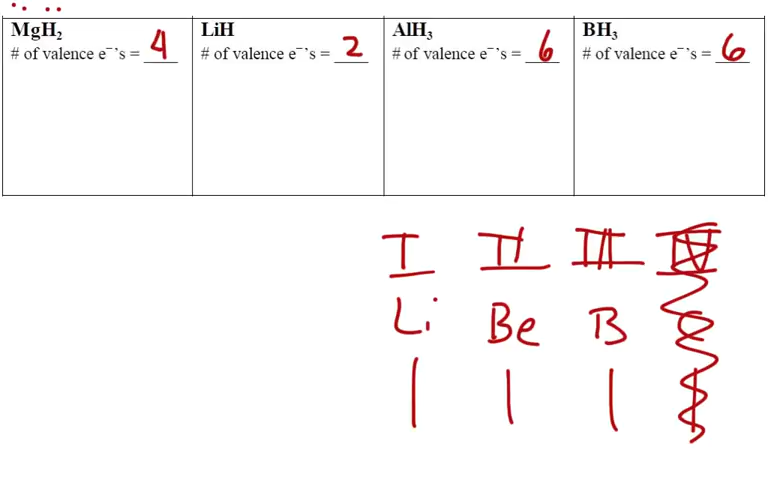 MgH₂
# of valence e⁻'s = 4
LiH
# of valence e⁻'s = 2
AlH₃
# of valence e⁻'s = 6
BH₃
# of valence e⁻'s = 6
I II III IV
Li Be B